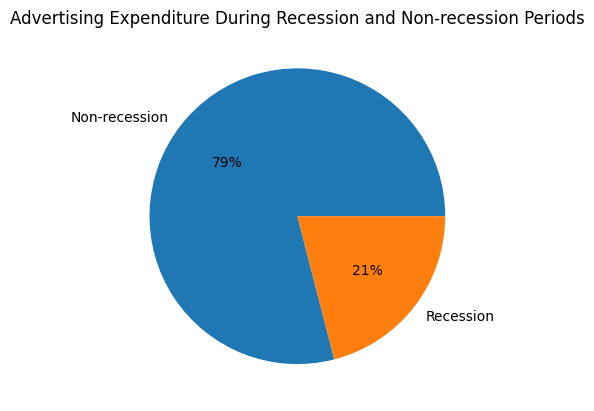 Advertising Expenditure During Recession and Non-recession Periods
Non-recession
79%
21%
Recession